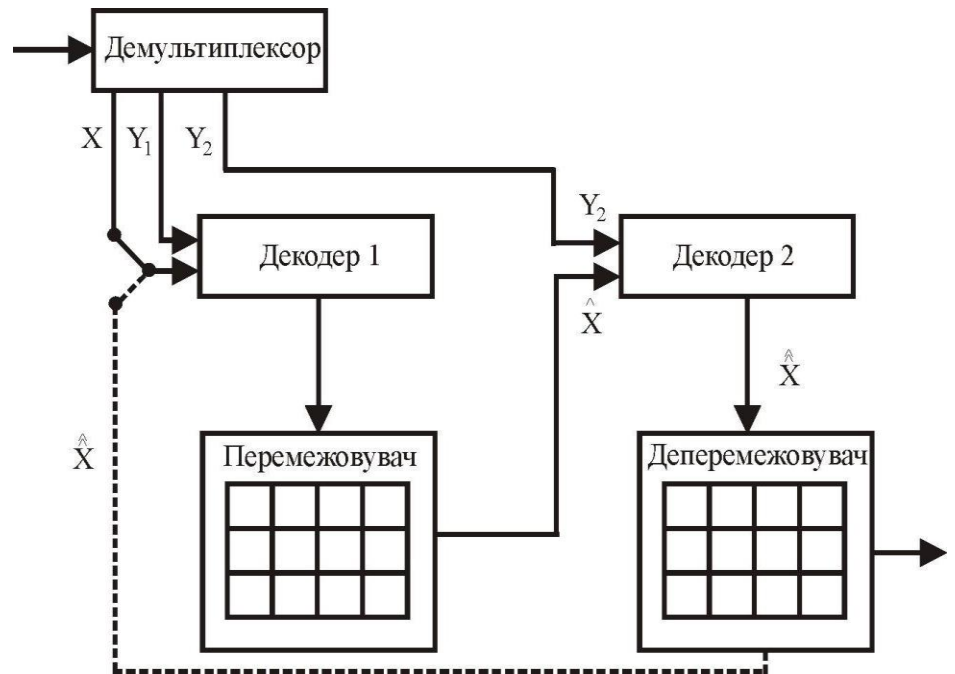 Демультиплексор
X Y₁ Y₂
Y₂
Декодер 1
Декодер 2
X̂
X̂̂
X̂̂
Перемежовувач
Деперемежовувач